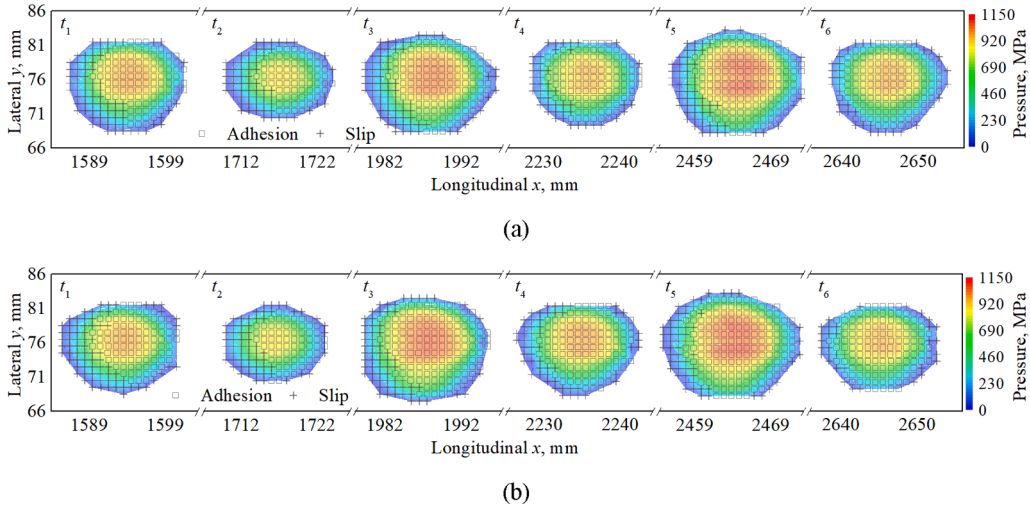 86
81
76
71
66
Lateral y, mm
t1 t2 t3 t4 t5 t6
□ Adhesion + Slip
1589 1599 1712 1722 1982 1992 2230 2240 2459 2469 2640 2650
Longitudinal x, mm
1150
920
690
460
230
0
Pressure, MPa
(a)
86
81
76
71
66
Lateral y, mm
t1 t2 t3 t4 t5 t6
□ Adhesion + Slip
1589 1599 1712 1722 1982 1992 2230 2240 2459 2469 2640 2650
Longitudinal x, mm
1150
920
690
460
230
0
Pressure, MPa
(b)